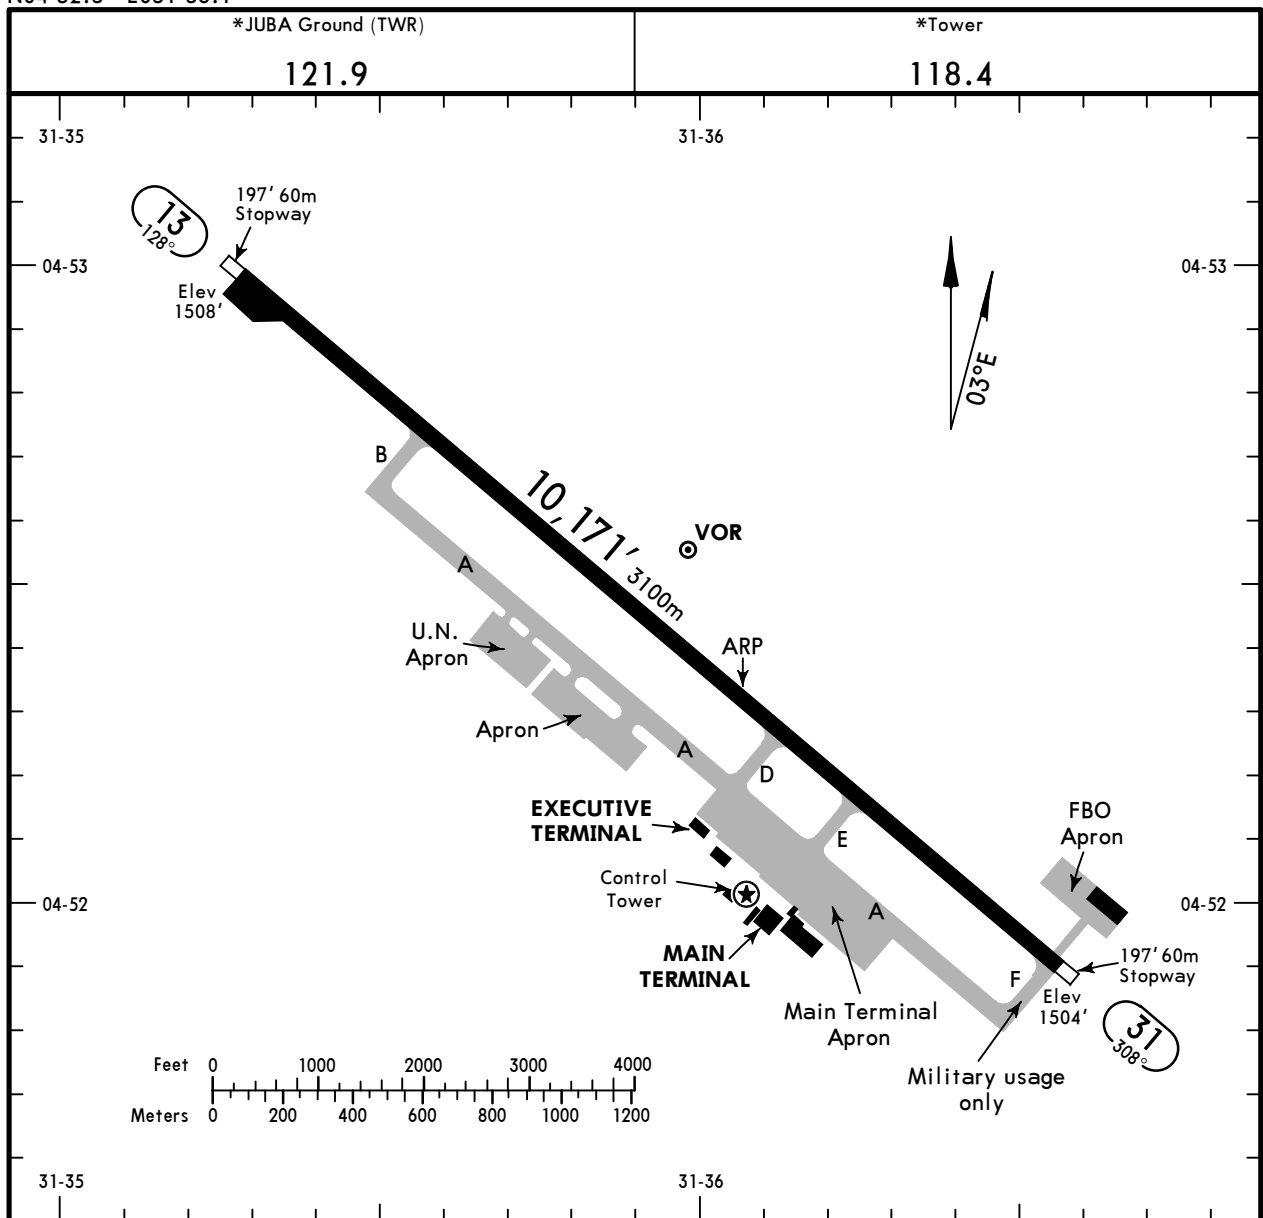 *JUBA Ground (TWR)
121.9
*Tower
118.4
31-35
31-36
13
128°
197' 60m
Stopway
04-53
04-53
Elev
1508'
03°E
B
10,171'
3100m
VOR
A
U.N.
Apron
ARP
Apron
A
D
EXECUTIVE
TERMINAL
E
FBO
Apron
Control
Tower
04-52
A
04-52
MAIN
TERMINAL
F
197' 60m
Stopway
Elev
1504'
Main Terminal
Apron
31
308°
Military usage
only
Feet 0 1000 2000 3000 4000
Meters 0 200 400 600 800 1000 1200
31-35
31-36